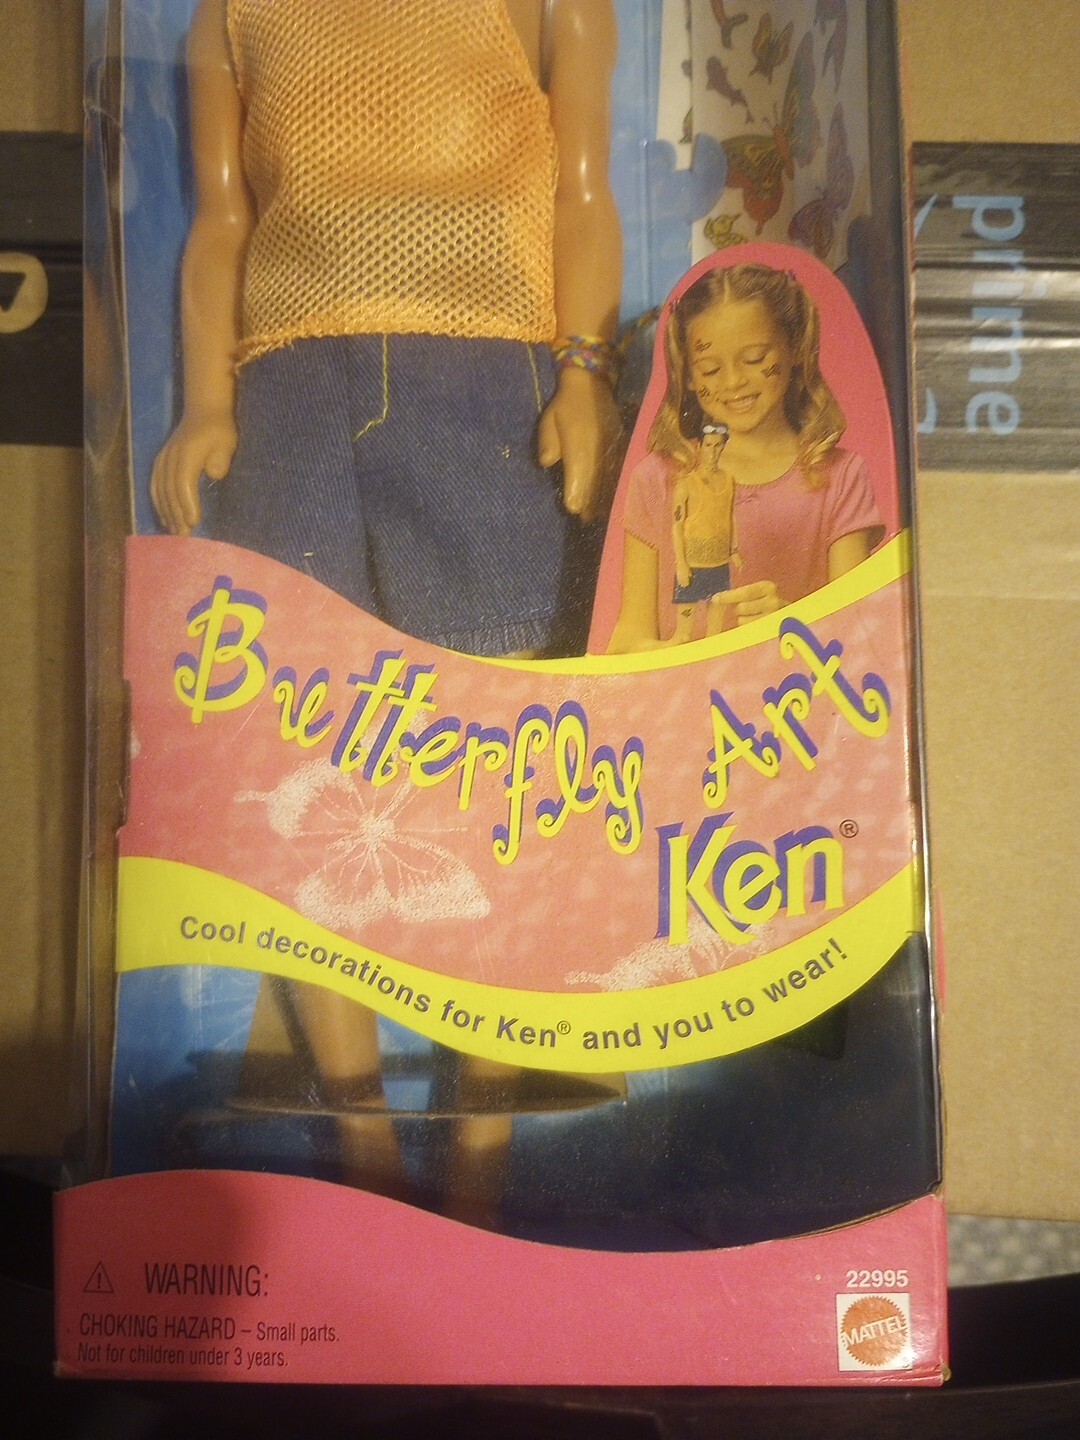 prime
Butterfly Art
Ken®
Cool decorations for Ken® and you to wear!
WARNING:
CHOKING HAZARD – Small parts.
Not for children under 3 years.
22995
MATTEL